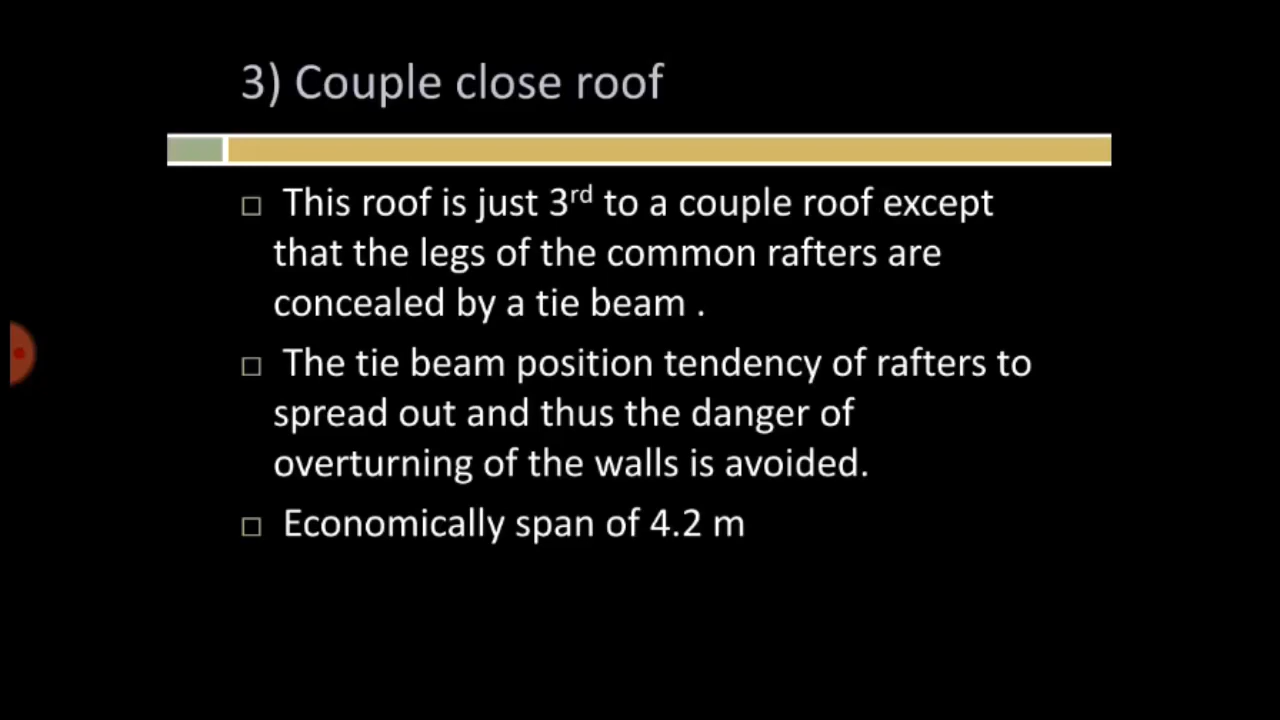 3) Couple close roof
This roof is just 3rd to a couple roof except
that the legs of the common rafters are
concealed by a tie beam .
The tie beam position tendency of rafters to
spread out and thus the danger of
overturning of the walls is avoided.
Economically span of 4.2 m